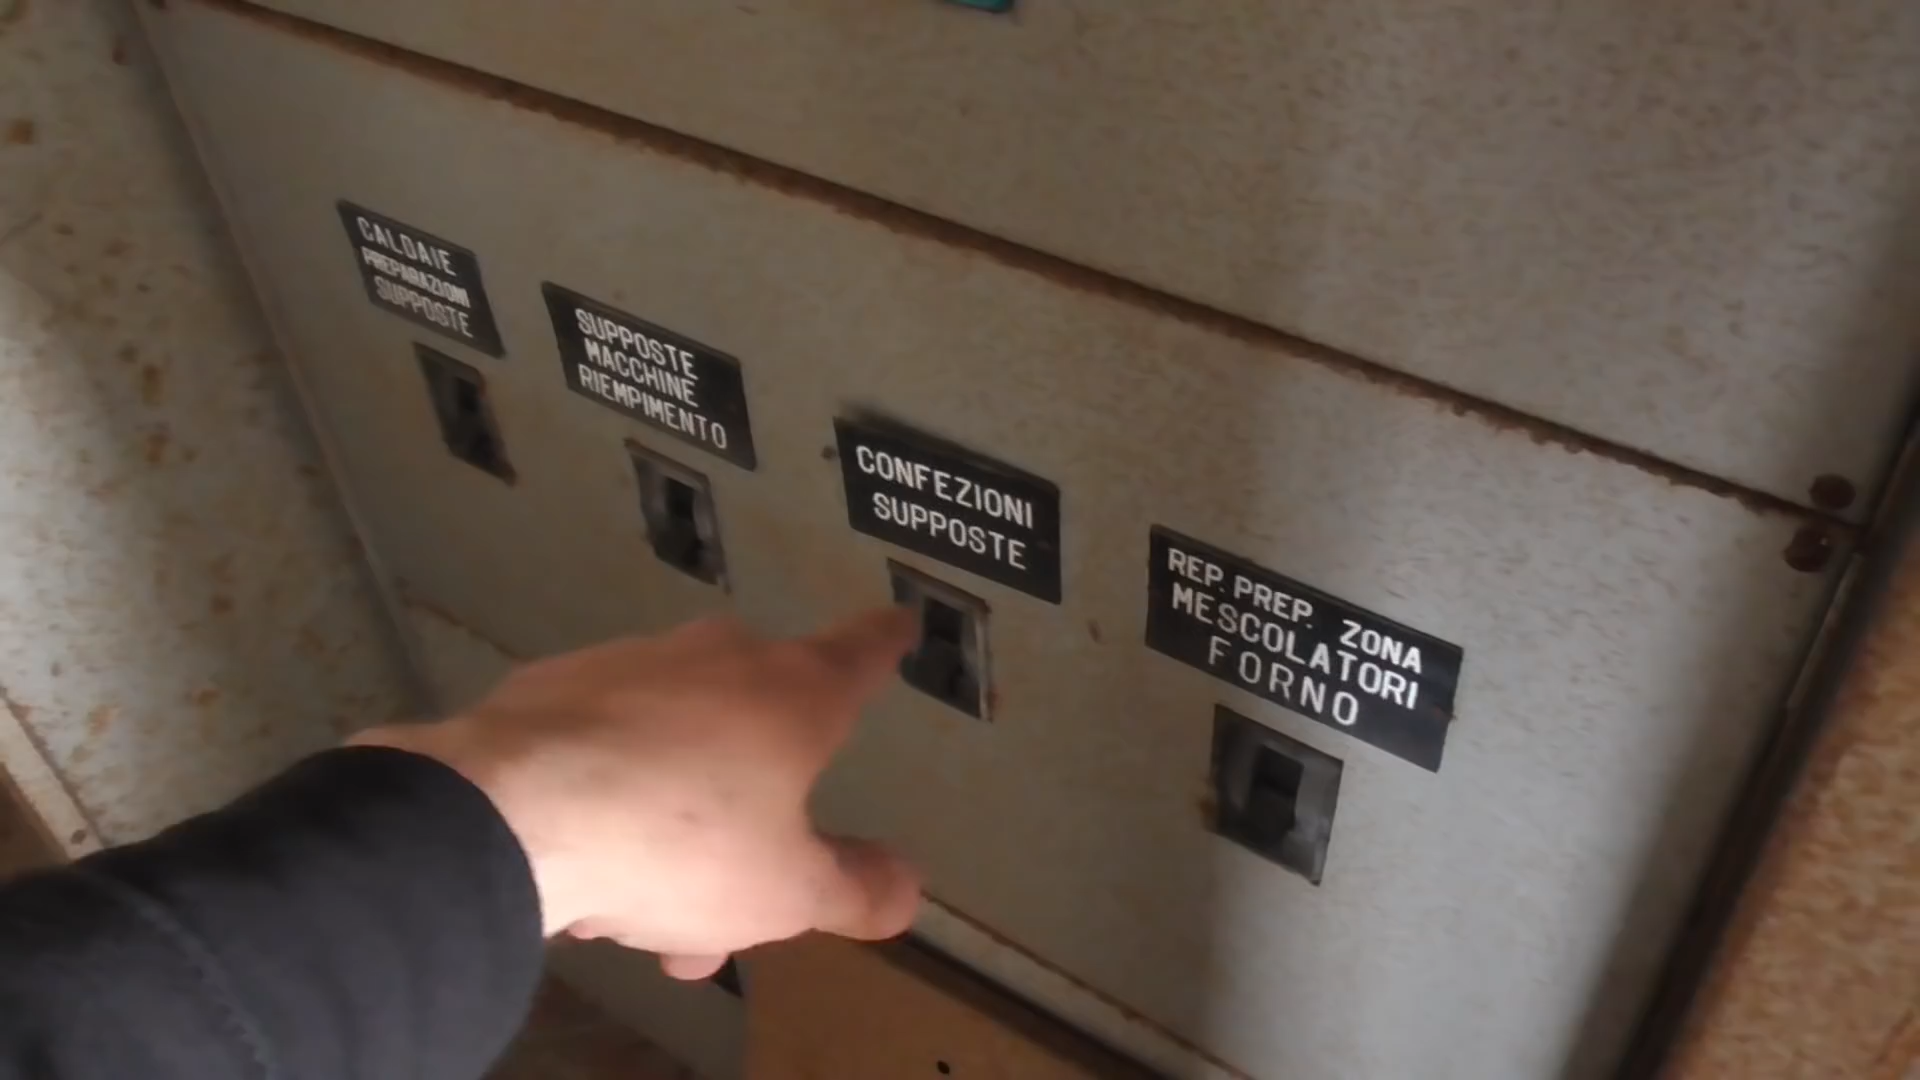 CALDAIE
PREPARAZIONI
SUPPOSTE
SUPPOSTE
MACCHINE
RIEMPIMENTO
CONFEZIONI
SUPPOSTE
REP. PREP. ZONA
MESCOLATORI
FORNO